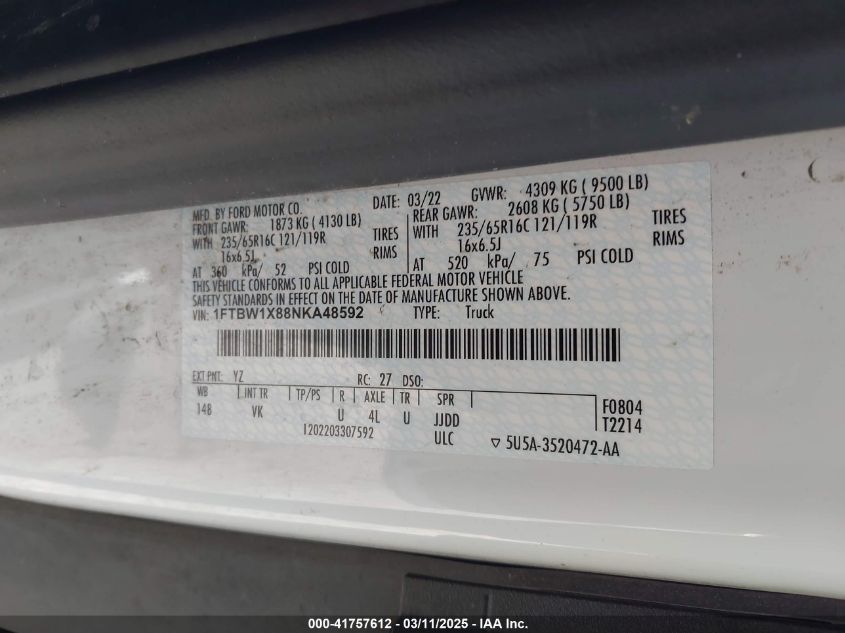 MFD. BY FORD MOTOR CO. DATE: 03/22 GVWR: 4309 KG ( 9500 LB)
FRONT GAWR: 1873 KG ( 4130 LB) REAR GAWR: 2608 KG ( 5750 LB)
WITH 235/65R16C 121/119R TIRES WITH 235/65R16C 121/119R TIRES
16x6.5J RIMS 16x6.5J RIMS
AT 360 kPa/ 52 PSI COLD AT 520 kPa/ 75 PSI COLD
THIS VEHICLE CONFORMS TO ALL APPLICABLE FEDERAL MOTOR VEHICLE
SAFETY STANDARDS IN EFFECT ON THE DATE OF MANUFACTURE SHOWN ABOVE.
VIN: 1FTBW1X88NKA48592 TYPE: Truck
EXT PNT: YZ RC: 27 DSO:
WB INT TR TP/PS R AXLE TR SPR
148 VK U 4L U JJDD F0804
1202203307592 ULC T2214
▽ 5U5A-3520472-AA
000-41757612 - 03/11/2025 - IAA Inc.